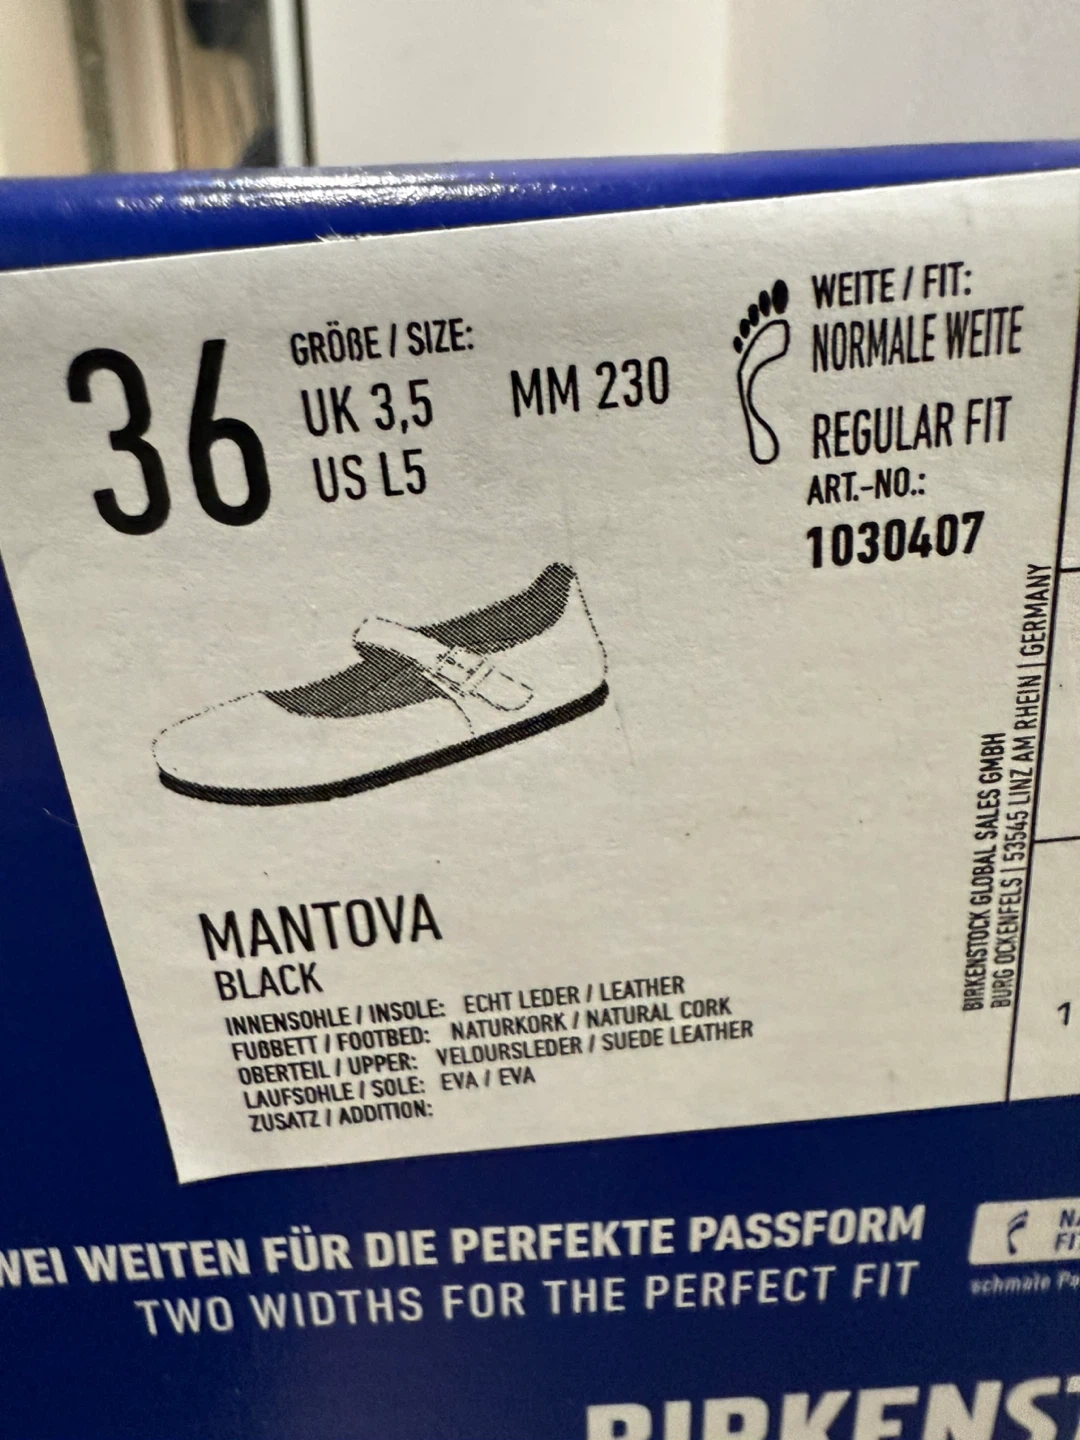 36
GRÖßE / SIZE:
UK 3,5
US L5
MM 230
WEITE / FIT:
NORMALE WEITE
REGULAR FIT
ART.-NO.:
1030407
MANTOVA
BLACK
INNENSOHLE / INSOLE: ECHT LEDER / LEATHER
FUßBETT / FOOTBED: NATURKORK / NATURAL CORK
OBERTEIL / UPPER: VELOURSLEDER / SUEDE LEATHER
LAUFSOHLE / SOLE: EVA / EVA
ZUSATZ / ADDITION:
BIRKENSTOCK GLOBAL SALES GMBH
BURG OCKENFELS | 53545 LINZ AM RHEIN | GERMANY
1
WEITEN FÜR DIE PERFEKTE PASSFORM
TWO WIDTHS FOR THE PERFECT FIT
schmale
BIRKENS